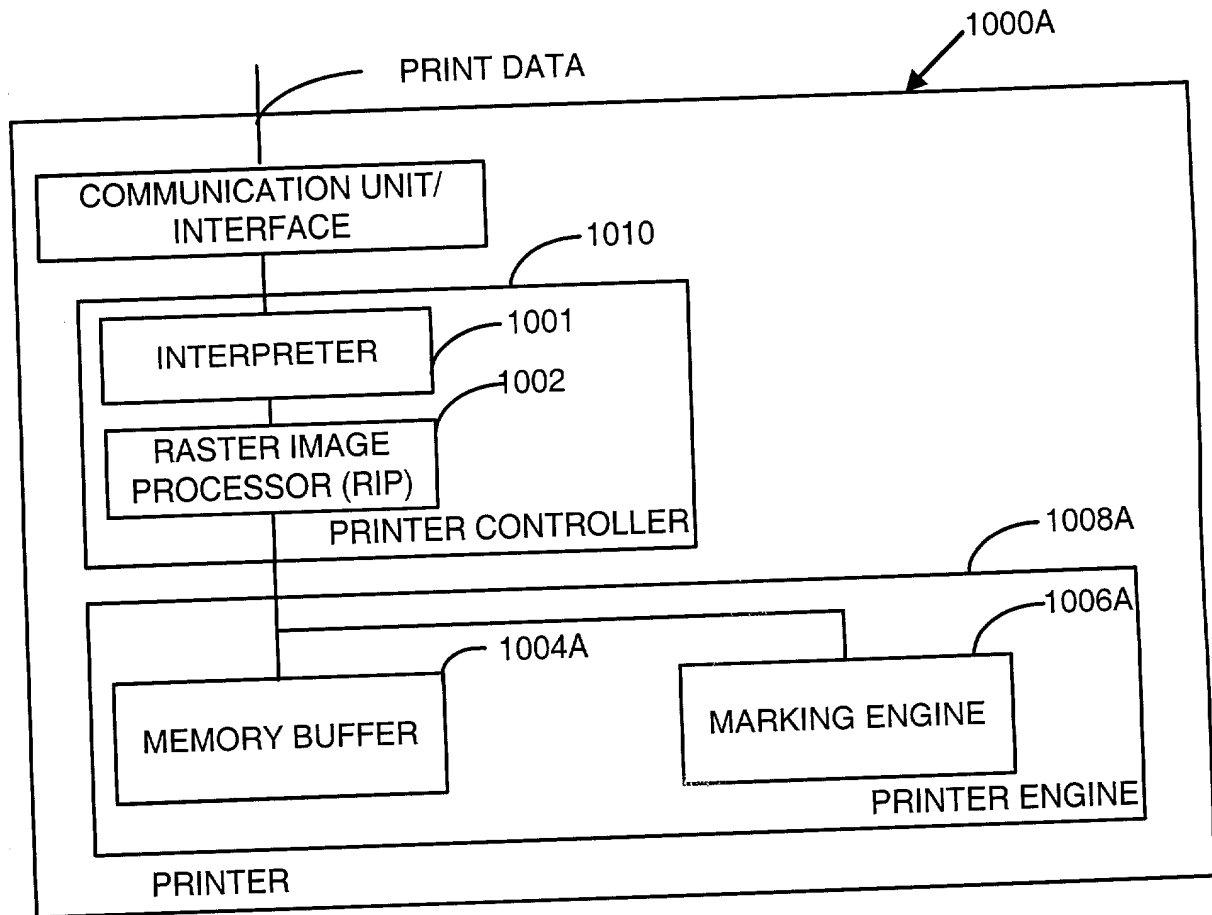 1000A
PRINT DATA
COMMUNICATION UNIT/
INTERFACE
1010
INTERPRETER
1001
1002
RASTER IMAGE
PROCESSOR (RIP)
PRINTER CONTROLLER
1008A
1006A
1004A
MEMORY BUFFER
MARKING ENGINE
PRINTER ENGINE
PRINTER